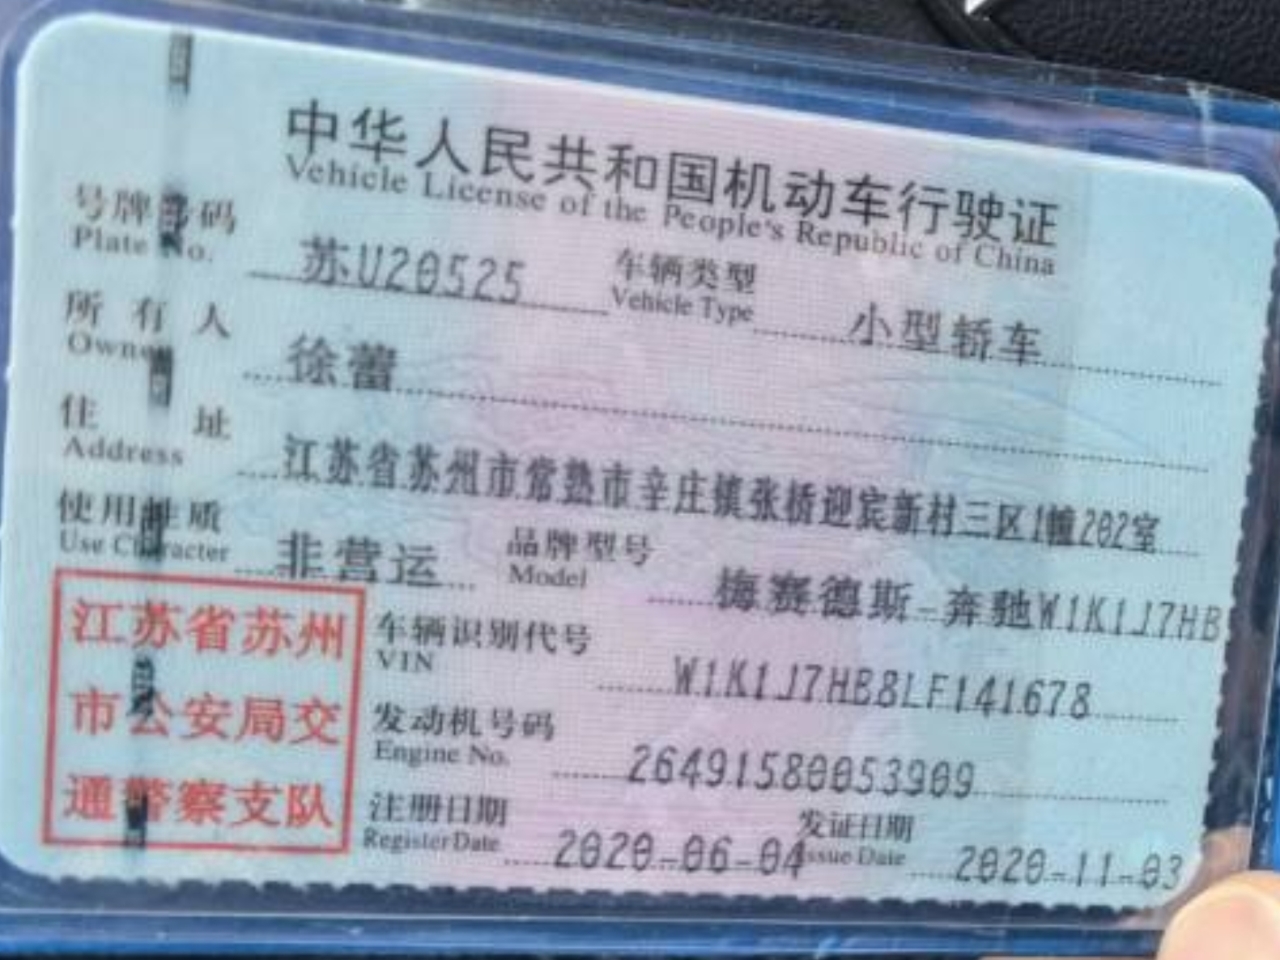 中华人民共和国机动车行驶证
Vehicle License of the People's Republic of China
号牌号码 苏U20525 车辆类型 小型轿车
Plate No. Vehicle Type
所有人 徐蕾
Owner
住址 江苏省苏州市常熟市辛庄镇张桥迎宾新村三区1幢202室
Address
使用性质 非营运 品牌型号 梅赛德斯-奔驰W1K1J7HB
Use Character Model
江苏省苏州
市公安局交
通警察支队
车辆识别代号 W1K1J7HB8LF141678
VIN
发动机号码 26491580053909
Engine No.
注册日期 2020-06-04 发证日期 2020-11-03
Register Date Issue Date